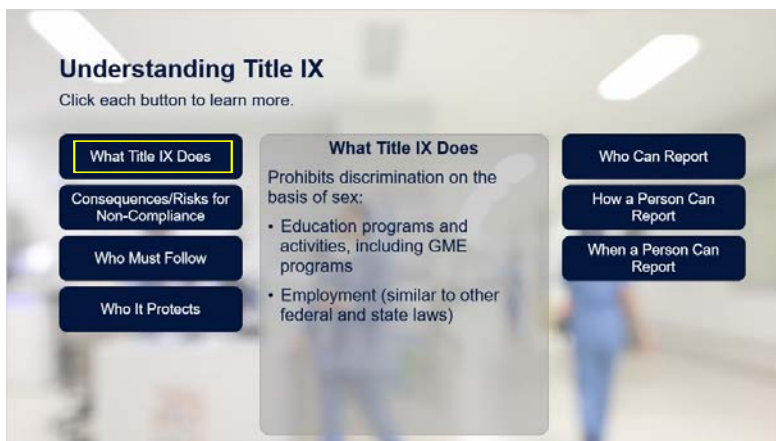 Understanding Title IX
Click each button to learn more.
What Title IX Does
Consequences/Risks for
Non-Compliance
Who Must Follow
Who It Protects
What Title IX Does
Prohibits discrimination on the
basis of sex:
• Education programs and
activities, including GME
programs
• Employment (similar to other
federal and state laws)
Who Can Report
How a Person Can
Report
When a Person Can
Report